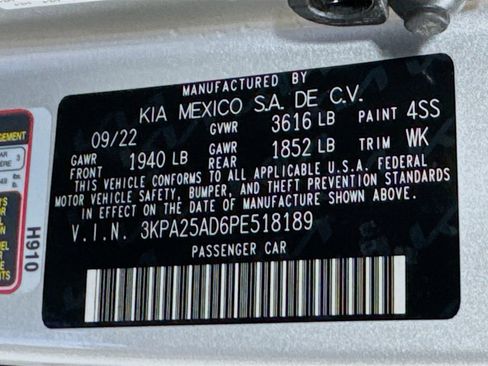 MANUFACTURED BY
KIA MEXICO S.A. DE C.V.
09/22 GVWR 3616 LB PAINT 4SS
GAWR FRONT 1940 LB GAWR REAR 1852 LB TRIM WK
THIS VEHICLE CONFORMS TO ALL APPLICABLE U.S.A. FEDERAL
MOTOR VEHICLE SAFETY, BUMPER, AND THEFT PREVENTION STANDARDS
IN EFFECT ON THE DATE OF MANUFACTURE SHOWN ABOVE.
V.I.N. 3KPA25AD6PE518189
PASSENGER CAR
H910